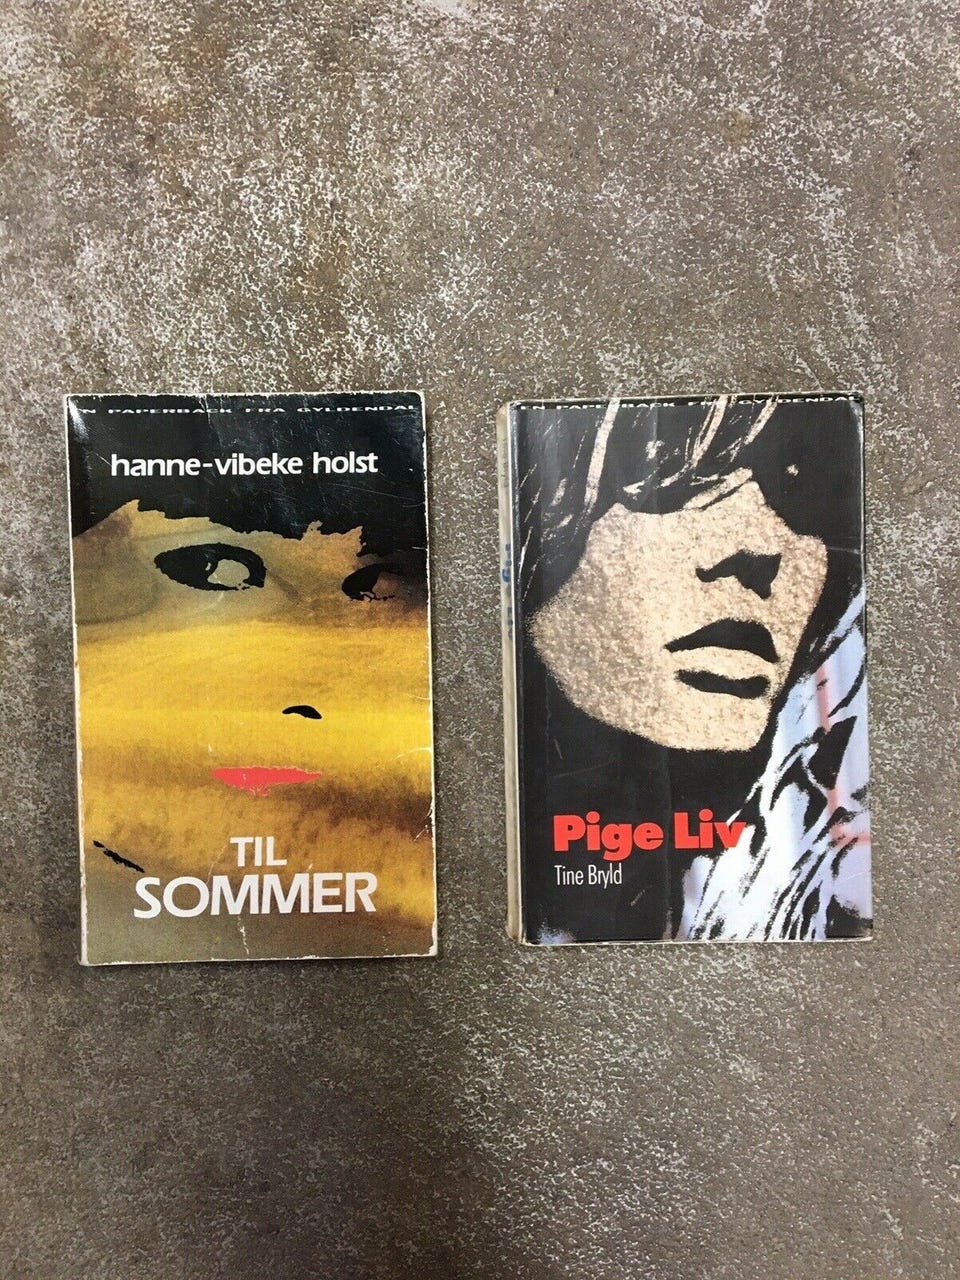 EN PAPERBACK FRA GYLDENDAL
hanne-vibeke holst
TIL
SOMMER
EN PAPERBACK FRA GYLDENDAL
Pige Liv
Tine Bryld